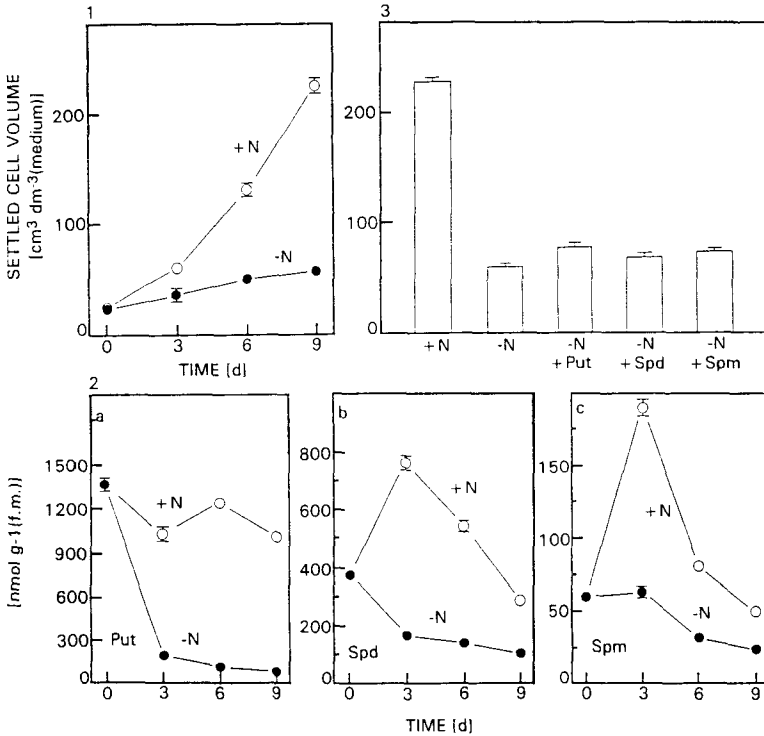 1
SETTLED CELL VOLUME
[cm³ dm⁻³(medium)]
200
100
0
+N
-N
0 3 6 9
TIME [d]
3
200
100
0
+N -N -N -N -N
+Put +Spd +Spm
2
[nmol g-1(f.m.)]
a
1500
1200
900
600
300
0
+N
Put -N
0 3 6 9
b
800
600
400
200
0
+N
-N
Spd
0 3 6 9
c
150
100
50
0
+N
-N
Spm
0 3 6 9
TIME [d]